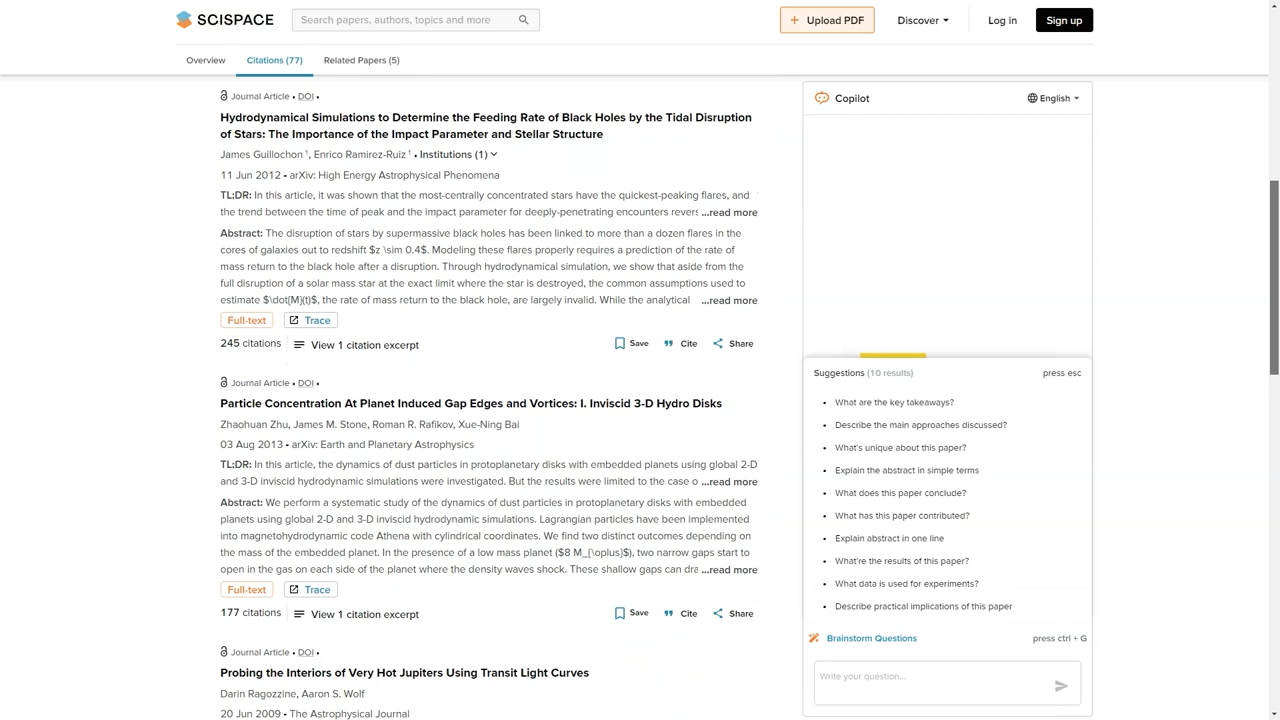 SCISPACE
Search papers, authors, topics and more
Upload PDF
Discover
Log in
Sign up
Overview
Citations (77)
Related Papers (5)
Journal Article • DOI •
Hydrodynamical Simulations to Determine the Feeding Rate of Black Holes by the Tidal Disruption
of Stars: The Importance of the Impact Parameter and Stellar Structure
James Guillochon 1, Enrico Ramirez-Ruiz 1 • Institutions (1)
11 Jun 2012 • arXiv: High Energy Astrophysical Phenomena
TL;DR: In this article, it was shown that the most-centrally concentrated stars have the quickest-peaking flares, and
the trend between the time of peak and the impact parameter for deeply-penetrating encounters revers ...read more
Abstract: The disruption of stars by supermassive black holes has been linked to more than a dozen flares in the
cores of galaxies out to redshift $z \sim 0.4$. Modeling these flares properly requires a prediction of the rate of
mass return to the black hole after a disruption. Through hydrodynamical simulation, we show that aside from the
full disruption of a solar mass star at the exact limit where the star is destroyed, the common assumptions used to
estimate $\dot{M}(t)$, the rate of mass return to the black hole, are largely invalid. While the analytical ...read more
Full-text
Trace
245 citations
View 1 citation excerpt
Save
Cite
Share
Journal Article • DOI •
Particle Concentration At Planet Induced Gap Edges and Vortices: I. Inviscid 3-D Hydro Disks
Zhaohuan Zhu, James M. Stone, Roman R. Rafikov, Xue-Ning Bai
03 Aug 2013 • arXiv: Earth and Planetary Astrophysics
TL;DR: In this article, the dynamics of dust particles in protoplanetary disks with embedded planets using global 2-D
and 3-D inviscid hydrodynamic simulations were investigated. But the results were limited to the case o ...read more
Abstract: We perform a systematic study of the dynamics of dust particles in protoplanetary disks with embedded
planets using global 2-D and 3-D inviscid hydrodynamic simulations. Lagrangian particles have been implemented
into magnetohydrodynamic code Athena with cylindrical coordinates. We find two distinct outcomes depending on
the mass of the embedded planet. In the presence of a low mass planet ($8 M_{\oplus}$), two narrow gaps start to
open in the gas on each side of the planet where the density waves shock. These shallow gaps can dra ...read more
Full-text
Trace
177 citations
View 1 citation excerpt
Save
Cite
Share
Journal Article • DOI •
Probing the Interiors of Very Hot Jupiters Using Transit Light Curves
Darin Ragozzine, Aaron S. Wolf
20 Jun 2009 • The Astrophysical Journal
Copilot
English
Suggestions (10 results)
press esc
• What are the key takeaways?
• Describe the main approaches discussed?
• What's unique about this paper?
• Explain the abstract in simple terms
• What does this paper conclude?
• What has this paper contributed?
• Explain abstract in one line
• What're the results of this paper?
• What data is used for experiments?
• Describe practical implications of this paper
Brainstorm Questions
press ctrl + G
Write your question...